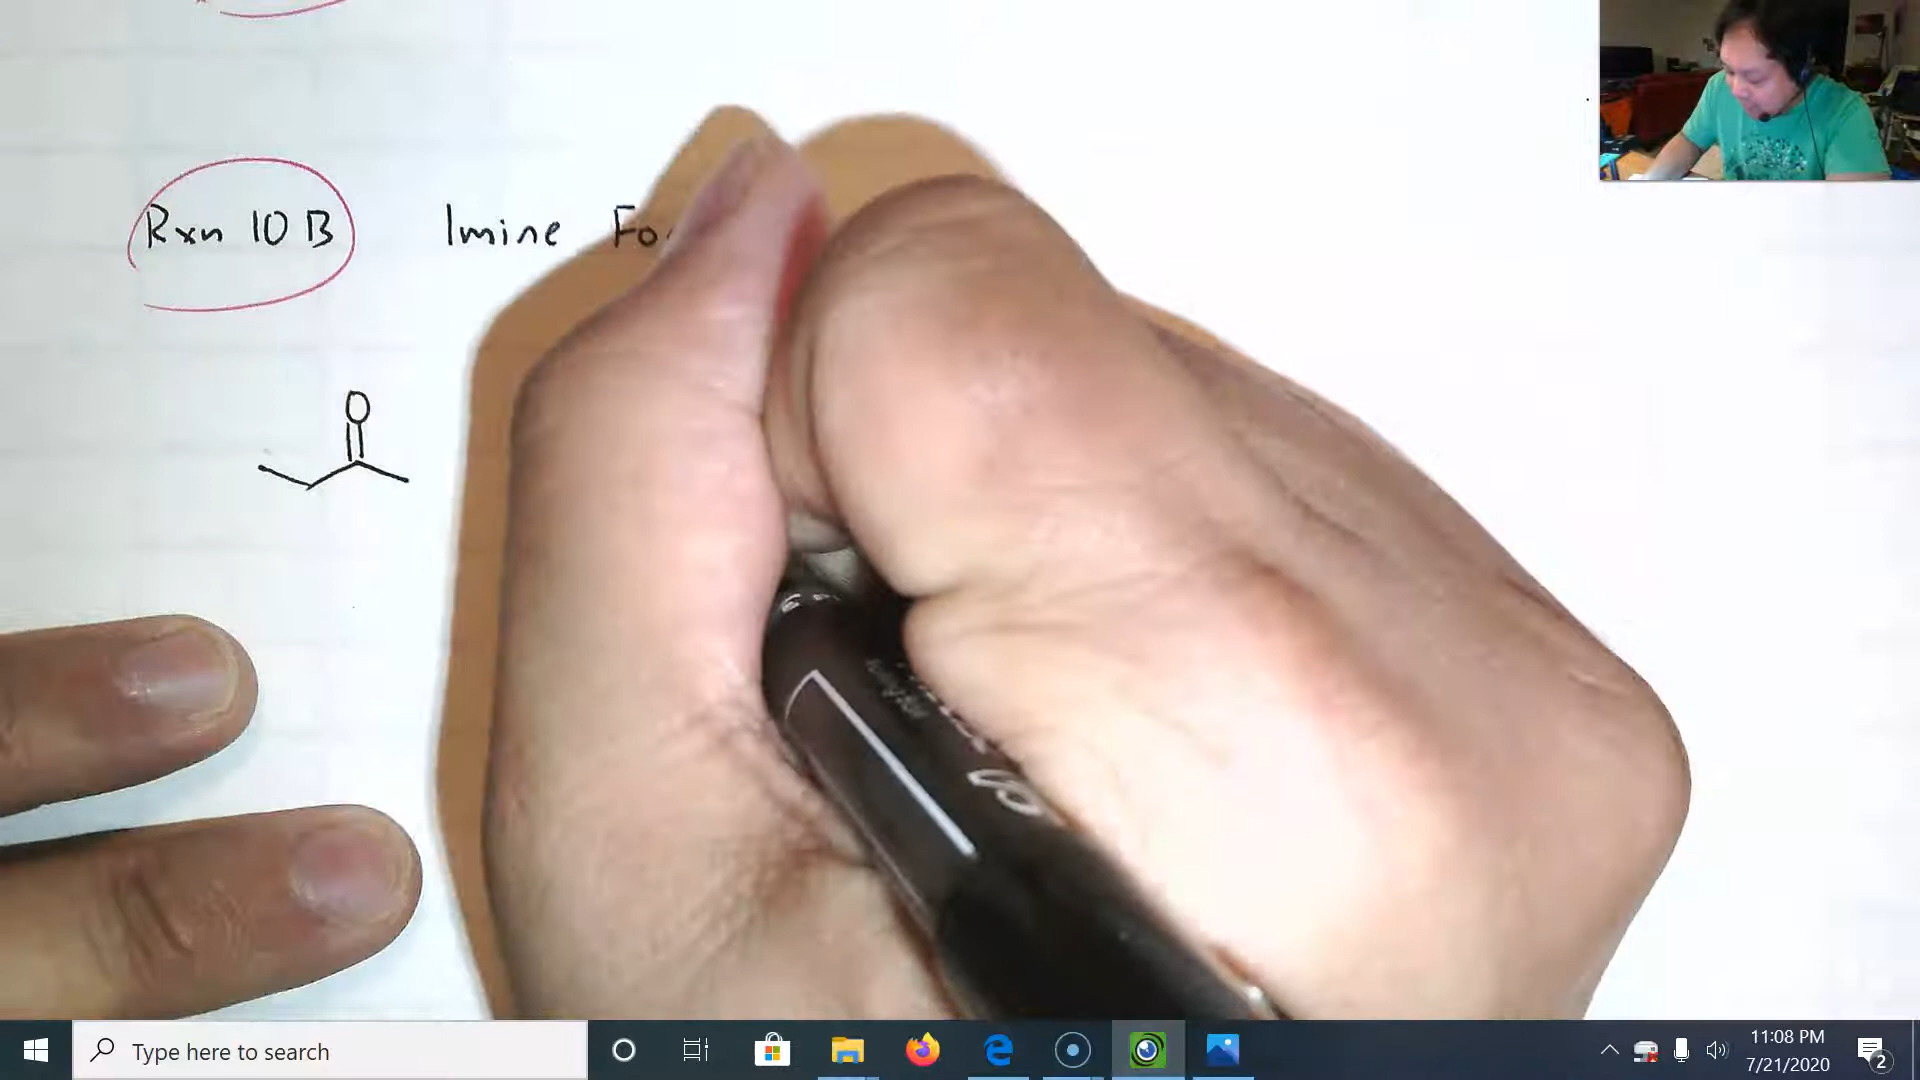 Rxn 10 B Imine Fo
O
Type here to search
11:08 PM
7/21/2020
2